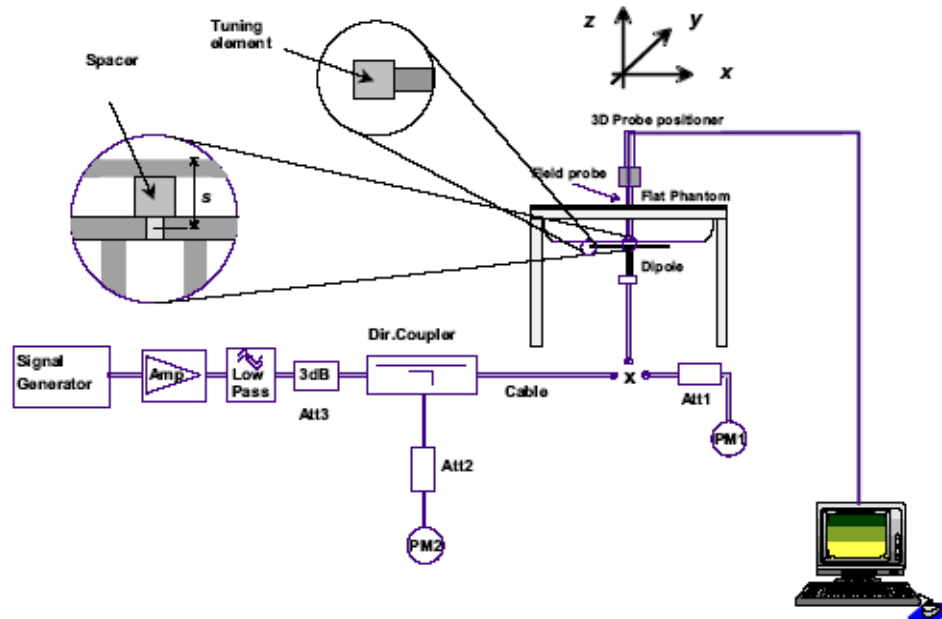 Tuning
element
Spacer
s
z
y
x
3D Probe positioner
Field probe
Flat Phantom
Dipole
Signal
Generator
Amp
Low
Pass
3dB
Att3
Dir.Coupler
Cable
x
Att1
PM1
Att2
PM2